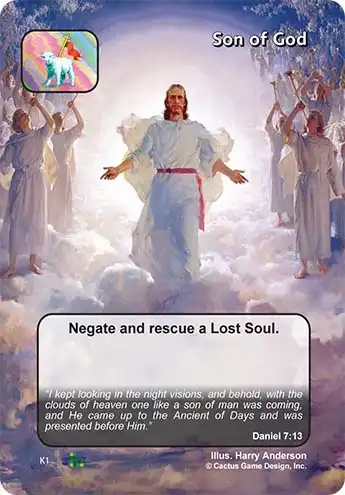 Son of God
Negate and rescue a Lost Soul.
"I kept looking in the night visions, and behold, with the
clouds of heaven one like a son of man was coming,
and He came up to the Ancient of Days and was
presented before Him."
Daniel 7:13
K1
Illus. Harry Anderson
© Cactus Game Design, Inc.